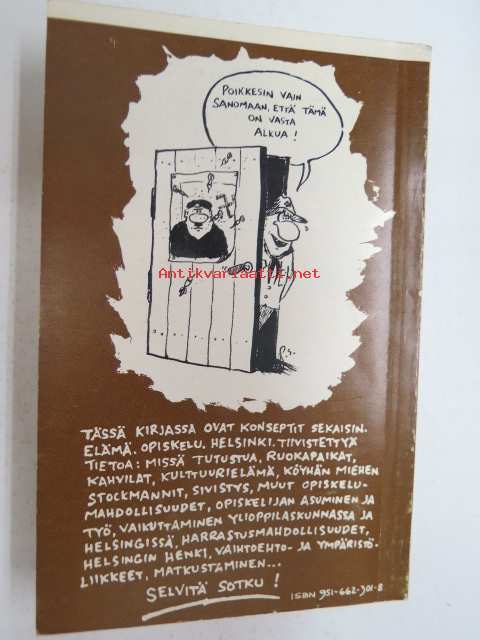 POIKKESIN VAIN
SANOMAAN, ETTÄ TÄMÄ
ON VASTA
ALKUA!
Antikvariaatti.net
TÄSSÄ KIRJASSA OVAT KONSEPTIT SEKAISIN.
ELÄMÄ. OPISKELU. HELSINKI. TIIVISTETTYÄ
TIETOA: MISSÄ TUTUSTUA, RUOKAPAIKAT,
KAHVILAT, KULTTUURIELÄMÄ, KÖYHÄN MIEHEN
STOCKMANNIT, SIVISTYS, MUUT OPISKELU-
MAHDOLLISUUDET, OPISKELIJAN ASUMINEN JA
TYÖ, VAIKUTTAMINEN YLIOPPILASKUNNASSA JA
HELSINGISSÄ, HARRASTUSMAHDOLLISUUDET,
HELSINGIN HENKI, VAIHTOEHTO- JA YMPÄRISTÖ-
LIIKKEET, MATKUSTAMINEN...
SELVITÄ SOTKU!
ISBN 951-662-301-8